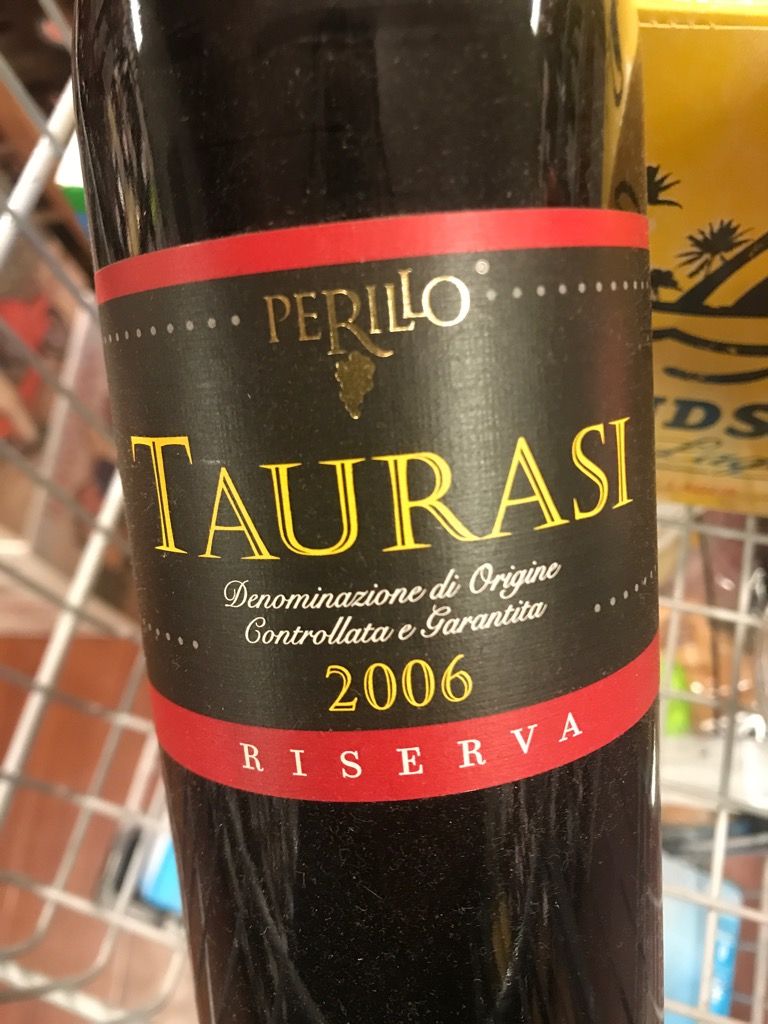 PERILLO®
TAURASI
Denominazione di Origine
Controllata e Garantita
2006
RISERVA